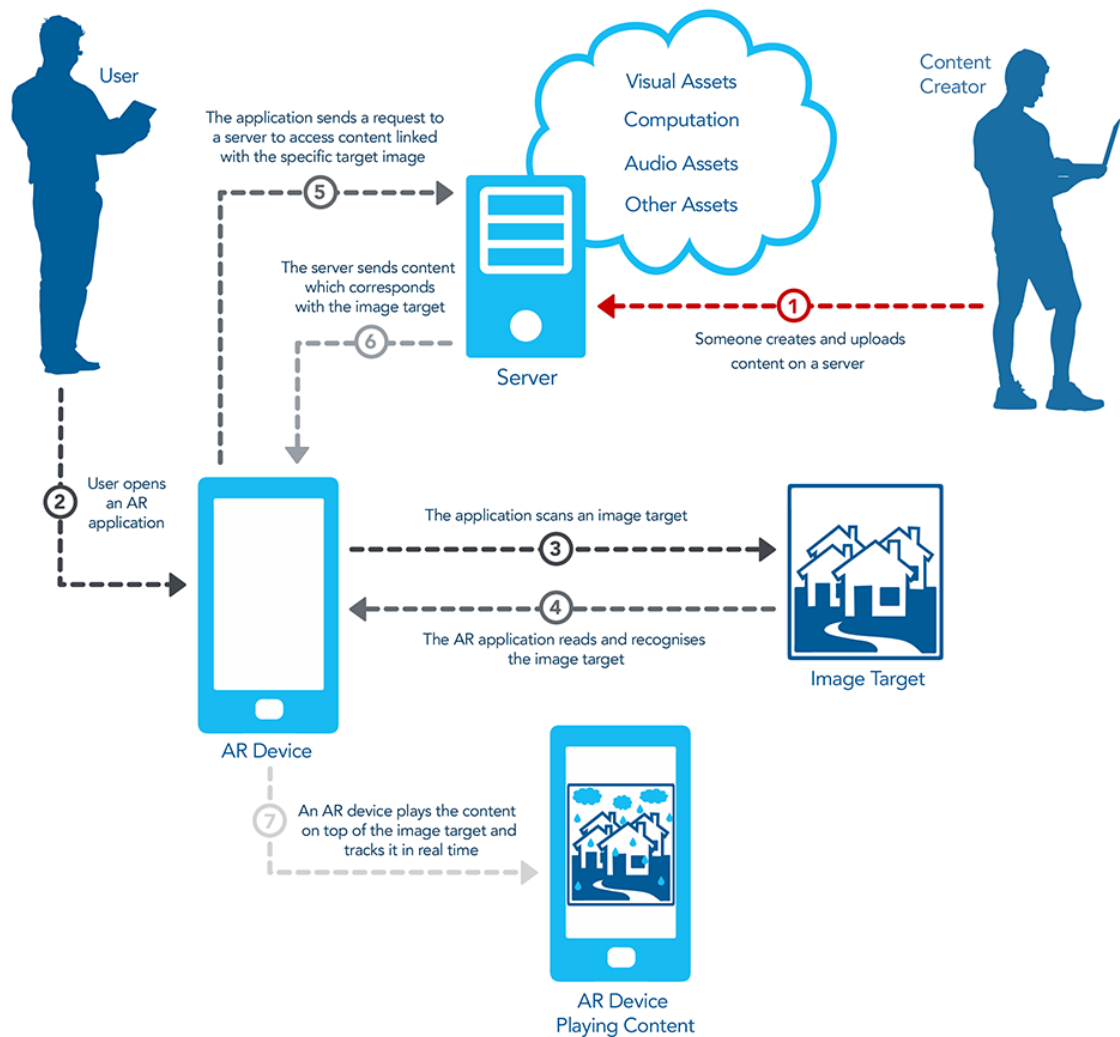 User
The application sends a request to
a server to access content linked
with the specific target image
5
Visual Assets
Computation
Audio Assets
Other Assets
Content
Creator
The server sends content
which corresponds
with the image target
6
Server
1
Someone creates and uploads
content on a server
2
User opens
an AR
application
The application scans an image target
3
4
The AR application reads and recognises
the image target
Image Target
AR Device
7
An AR device plays the content
on top of the image target and
tracks it in real time
AR Device
Playing Content